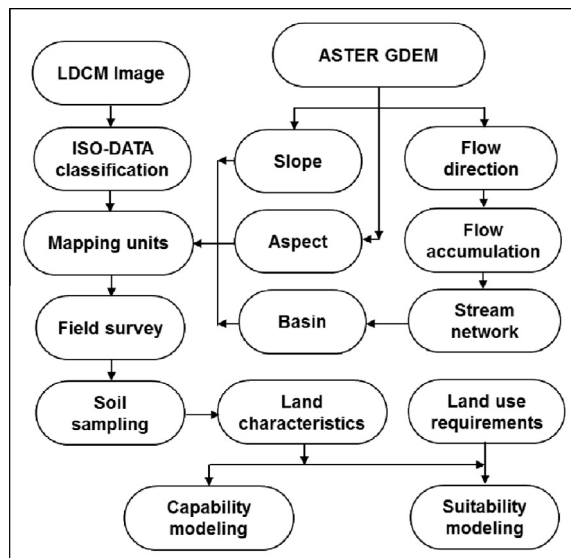 LDCM Image
ASTER GDEM
ISO-DATA
classification
Slope
Flow
direction
Mapping units
Aspect
Flow
accumulation
Field survey
Basin
Stream
network
Soil
sampling
Land
characteristics
Land use
requirements
Capability
modeling
Suitability
modeling